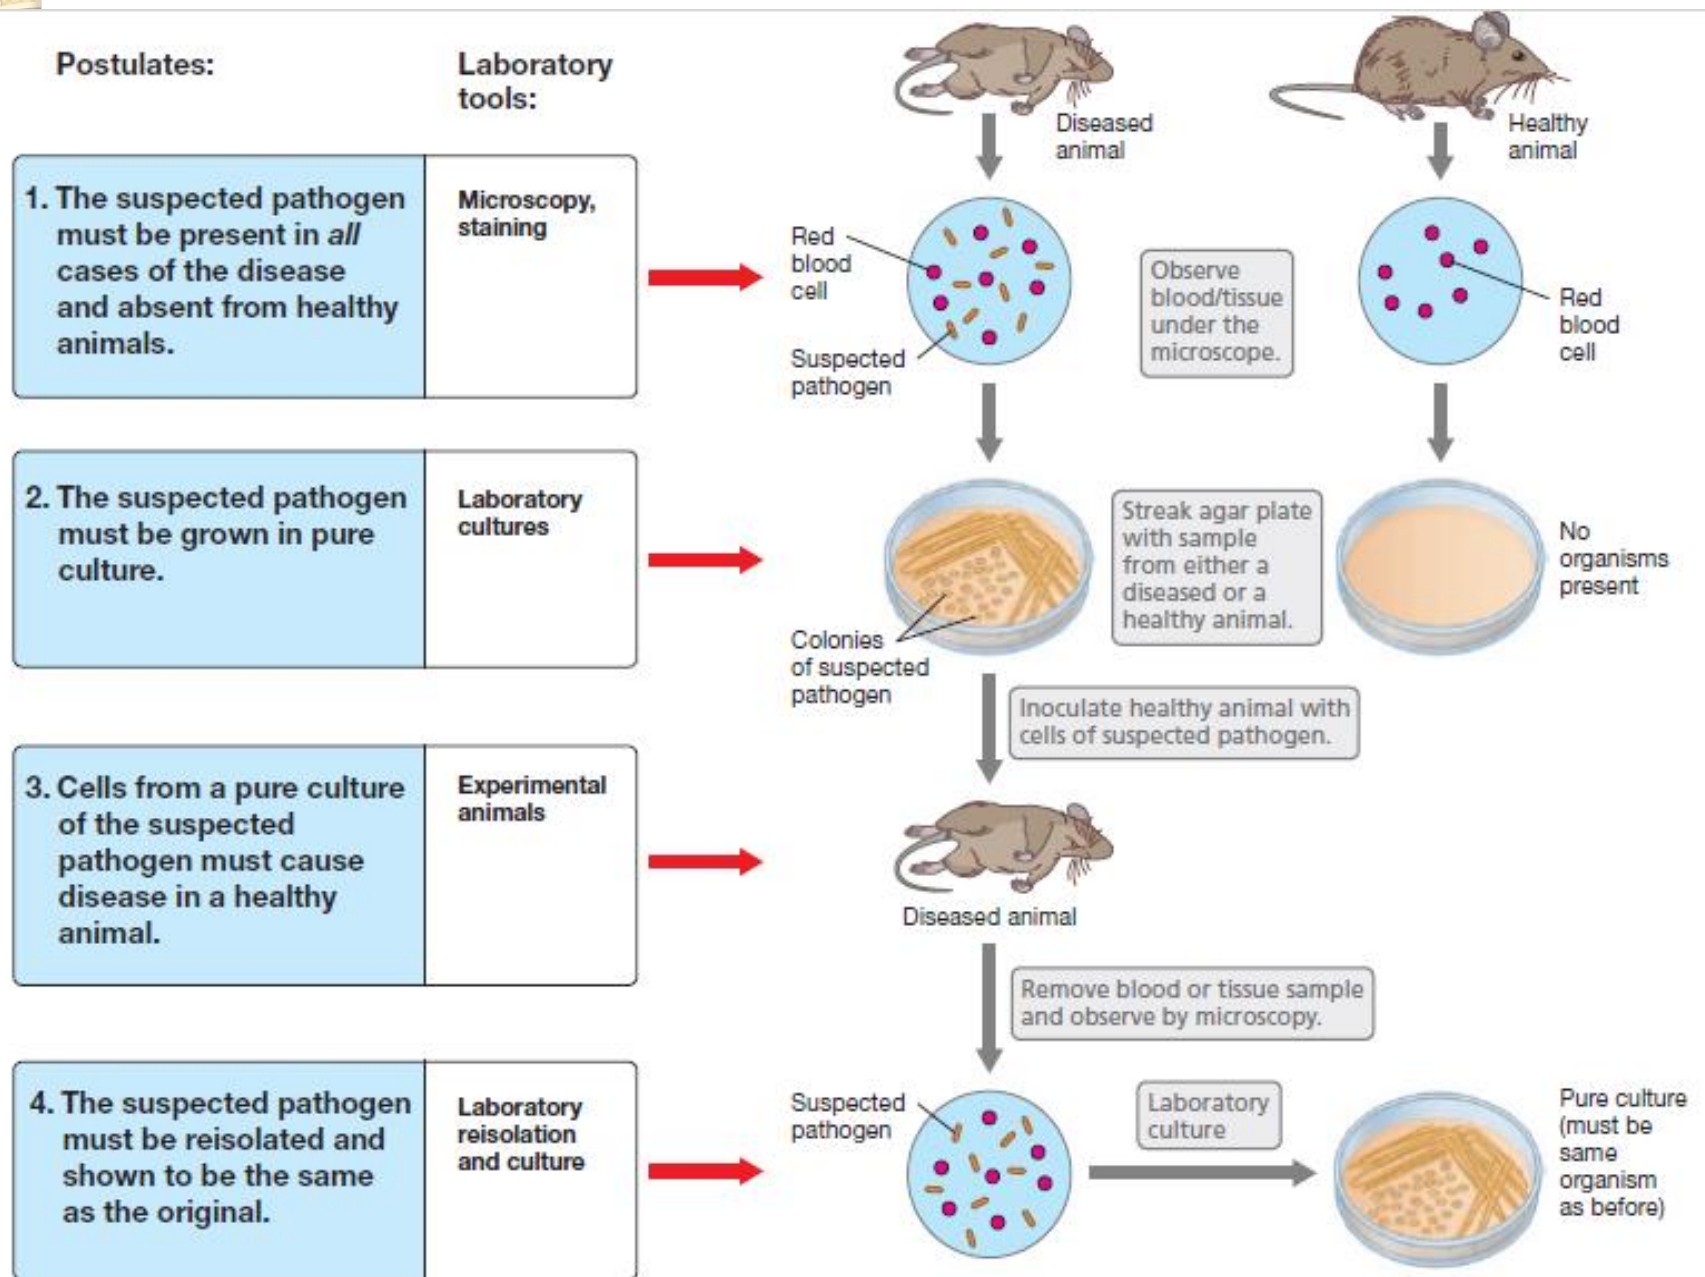 Postulates:
Laboratory
tools:
Diseased
animal
Healthy
animal
1. The suspected pathogen
must be present in all
cases of the disease
and absent from healthy
animals.
Microscopy,
staining
Red
blood
cell
Suspected
pathogen
Observe
blood/tissue
under the
microscope.
Red
blood
cell
2. The suspected pathogen
must be grown in pure
culture.
Laboratory
cultures
Colonies
of suspected
pathogen
Streak agar plate
with sample
from either a
diseased or a
healthy animal.
No
organisms
present
Inoculate healthy animal with
cells of suspected pathogen.
3. Cells from a pure culture
of the suspected
pathogen must cause
disease in a healthy
animal.
Experimental
animals
Diseased animal
Remove blood or tissue sample
and observe by microscopy.
4. The suspected pathogen
must be reisolated and
shown to be the same
as the original.
Laboratory
reisolation
and culture
Suspected
pathogen
Laboratory
culture
Pure culture
(must be
same
organism
as before)